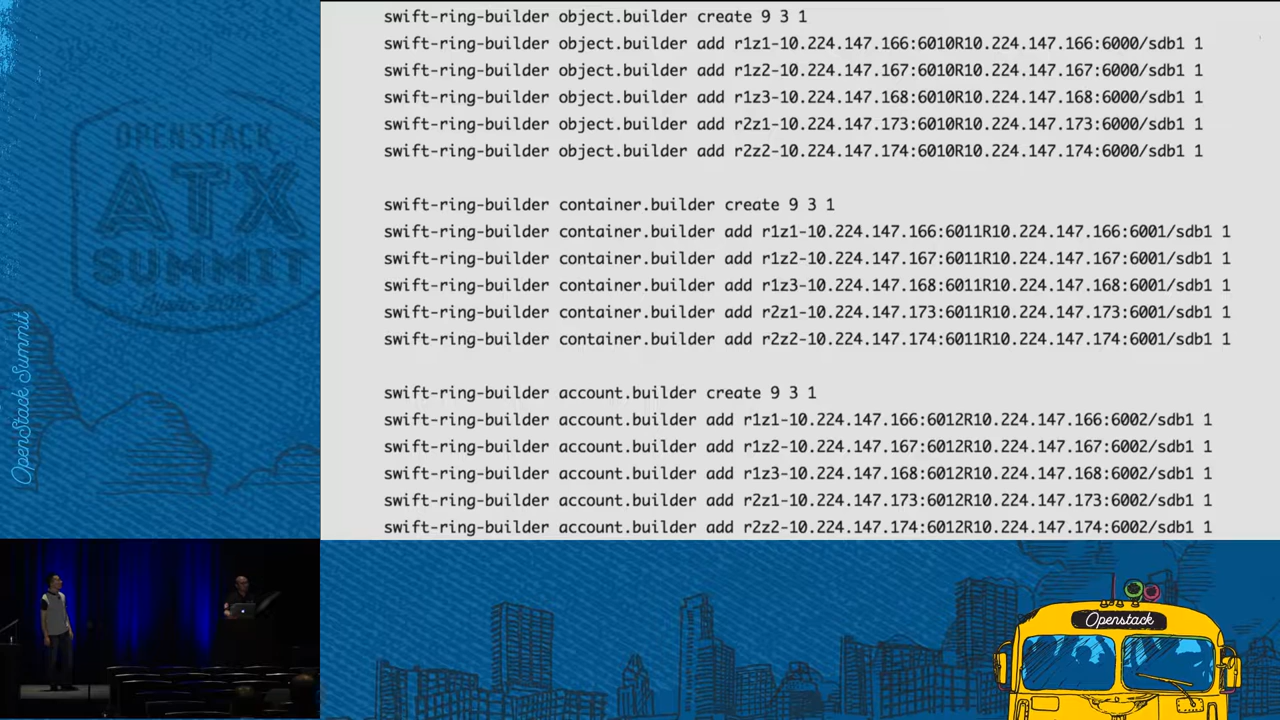 swift-ring-builder object.builder create 9 3 1
swift-ring-builder object.builder add r1z1-10.224.147.166:6010R10.224.147.166:6000/sdb1 1
swift-ring-builder object.builder add r1z2-10.224.147.167:6010R10.224.147.167:6000/sdb1 1
swift-ring-builder object.builder add r1z3-10.224.147.168:6010R10.224.147.168:6000/sdb1 1
swift-ring-builder object.builder add r2z1-10.224.147.173:6010R10.224.147.173:6000/sdb1 1
swift-ring-builder object.builder add r2z2-10.224.147.174:6010R10.224.147.174:6000/sdb1 1
swift-ring-builder container.builder create 9 3 1
swift-ring-builder container.builder add r1z1-10.224.147.166:6011R10.224.147.166:6001/sdb1 1
swift-ring-builder container.builder add r1z2-10.224.147.167:6011R10.224.147.167:6001/sdb1 1
swift-ring-builder container.builder add r1z3-10.224.147.168:6011R10.224.147.168:6001/sdb1 1
swift-ring-builder container.builder add r2z1-10.224.147.173:6011R10.224.147.173:6001/sdb1 1
swift-ring-builder container.builder add r2z2-10.224.147.174:6011R10.224.147.174:6001/sdb1 1
swift-ring-builder account.builder create 9 3 1
swift-ring-builder account.builder add r1z1-10.224.147.166:6012R10.224.147.166:6002/sdb1 1
swift-ring-builder account.builder add r1z2-10.224.147.167:6012R10.224.147.167:6002/sdb1 1
swift-ring-builder account.builder add r1z3-10.224.147.168:6012R10.224.147.168:6002/sdb1 1
swift-ring-builder account.builder add r2z1-10.224.147.173:6012R10.224.147.173:6002/sdb1 1
swift-ring-builder account.builder add r2z2-10.224.147.174:6012R10.224.147.174:6002/sdb1 1
OPENSTACK
ATX
SUMMIT
OpenStack Summit
Openstack